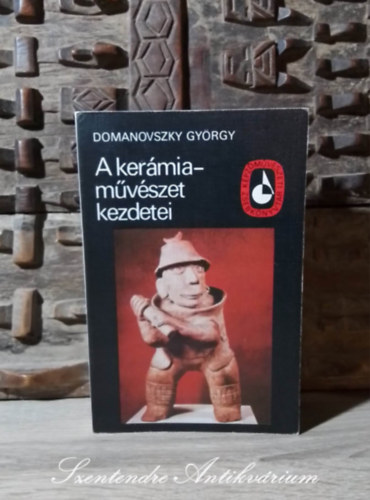 DOMANOVSZKY GYÖRGY
A kerámia–
művészet
kezdetei
Szentendre Antikvárium